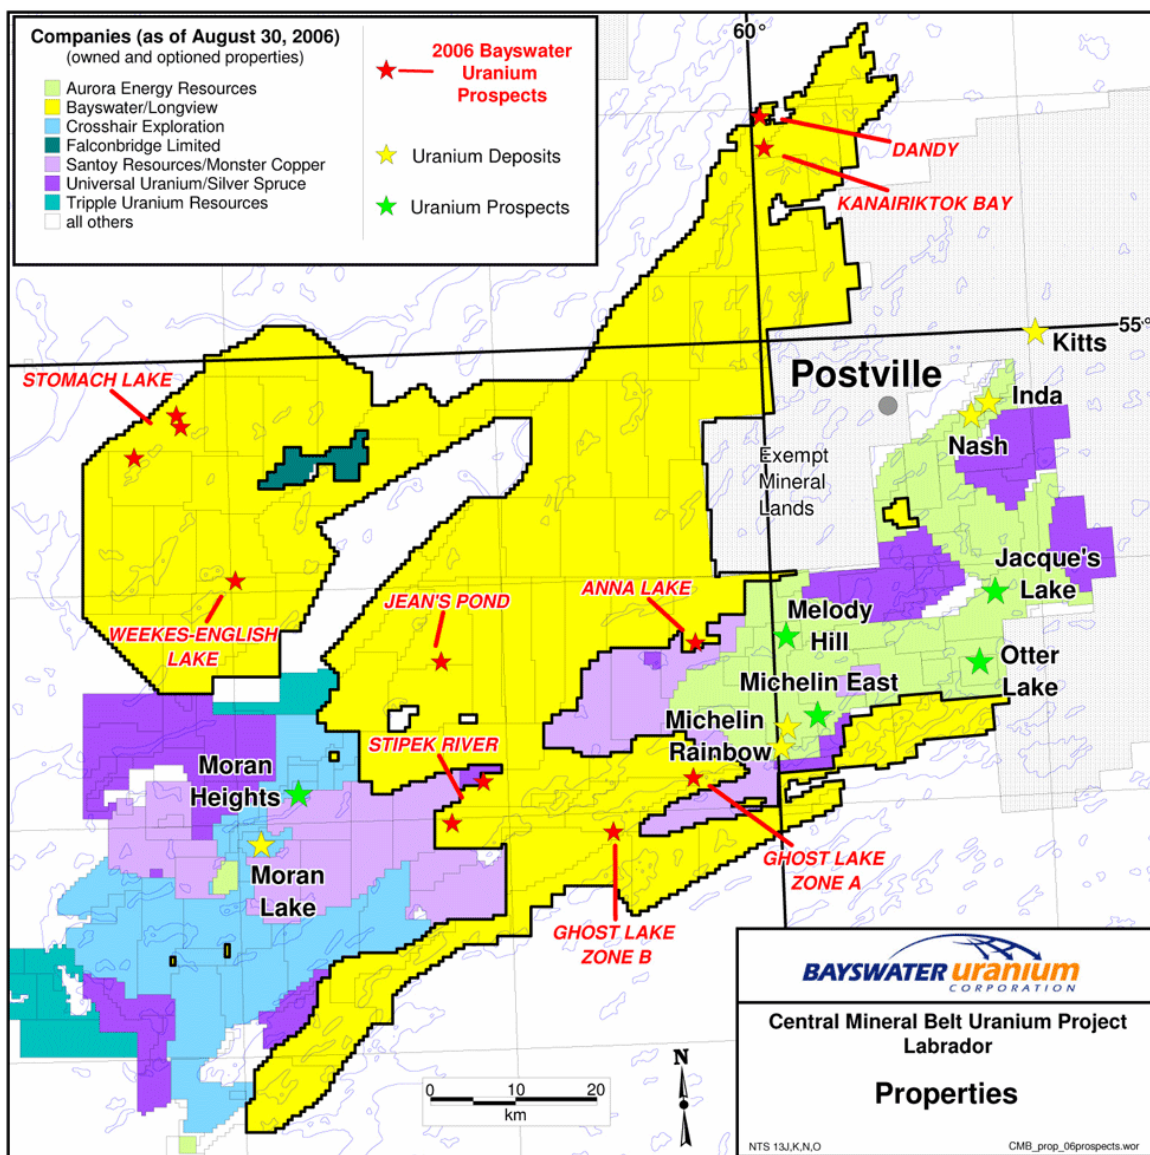 Companies (as of August 30, 2006)
(owned and optioned properties)
Aurora Energy Resources
Bayswater/Longview
Crosshair Exploration
Falconbridge Limited
Santoy Resources/Monster Copper
Universal Uranium/Silver Spruce
Tripple Uranium Resources
all others
2006 Bayswater
Uranium
Prospects
Uranium Deposits
Uranium Prospects
60°
DANDY
KANAIRIKTOK BAY
55°
Kitts
STOMACH LAKE
Postville
Inda
Nash
Exempt
Mineral
Lands
Jacque's
Lake
ANNA LAKE
JEAN'S POND
Melody
Hill
WEEKES-ENGLISH
LAKE
Otter
Lake
Michelin East
Michelin
Rainbow
STIPEK RIVER
Moran
Heights
GHOST LAKE
ZONE A
Moran
Lake
GHOST LAKE
ZONE B
BAYSWATER uranium
CORPORATION
Central Mineral Belt Uranium Project
Labrador
Properties
NTS 13J,K,N,O
CMB_prop_06prospects.wor
N
0 10 20
km